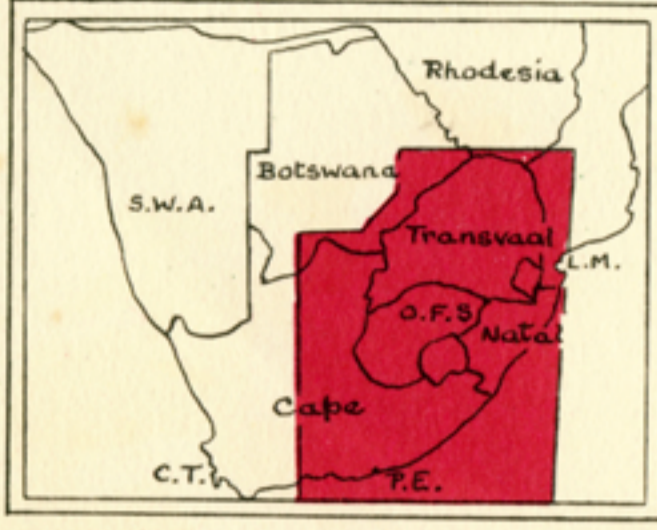 Rhodesia
Botswana
S.W.A.
Transvaal
L.M.
O.F.S
Natal
Cape
C.T.
P.E.